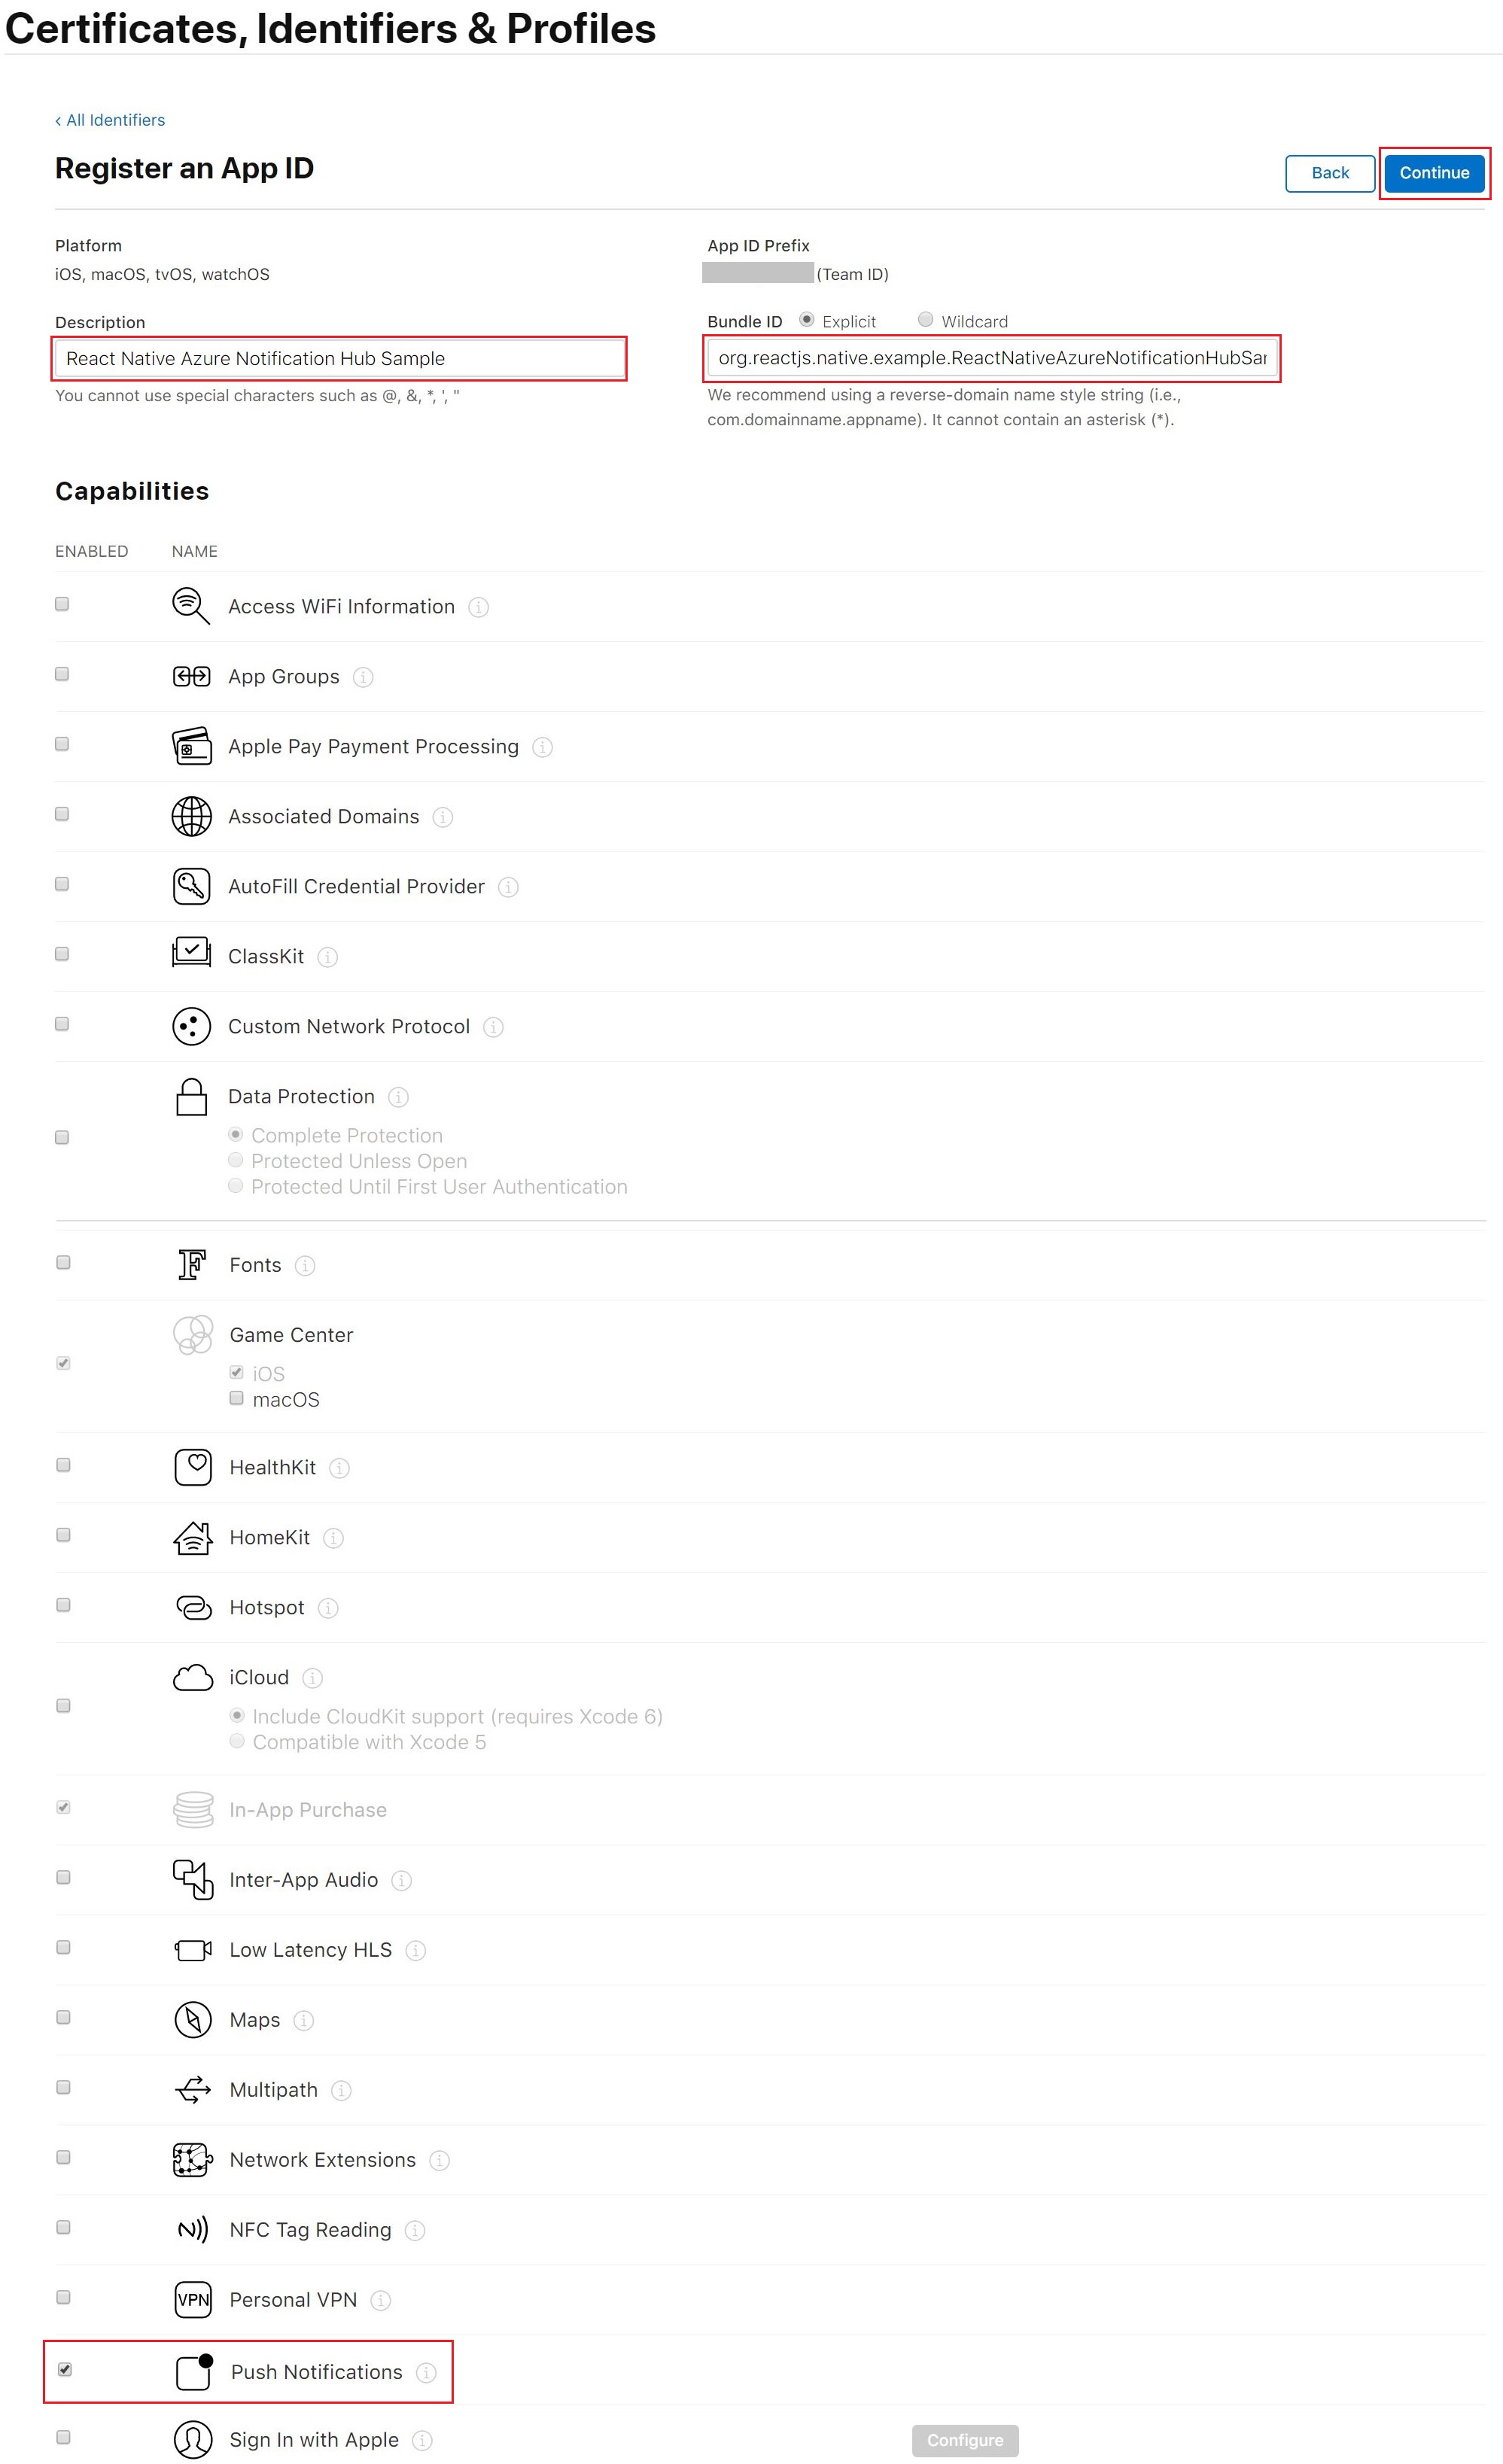 Certificates, Identifiers & Profiles
‹ All Identifiers
Register an App ID
Back
Continue
Platform
iOS, macOS, tvOS, watchOS
App ID Prefix
(Team ID)
Description
React Native Azure Notification Hub Sample
You cannot use special characters such as @, &, *, ', "
Bundle ID Explicit Wildcard
org.reactjs.native.example.ReactNativeAzureNotificationHubSar
We recommend using a reverse-domain name style string (i.e.,
com.domainname.appname). It cannot contain an asterisk (*).
Capabilities
ENABLED NAME
Access WiFi Information
App Groups
Apple Pay Payment Processing
Associated Domains
AutoFill Credential Provider
ClassKit
Custom Network Protocol
Data Protection
Complete Protection
Protected Unless Open
Protected Until First User Authentication
Fonts
Game Center
iOS
macOS
HealthKit
HomeKit
Hotspot
iCloud
Include CloudKit support (requires Xcode 6)
Compatible with Xcode 5
In-App Purchase
Inter-App Audio
Low Latency HLS
Maps
Multipath
Network Extensions
NFC Tag Reading
VPN Personal VPN
Push Notifications
Sign In with Apple
Configure